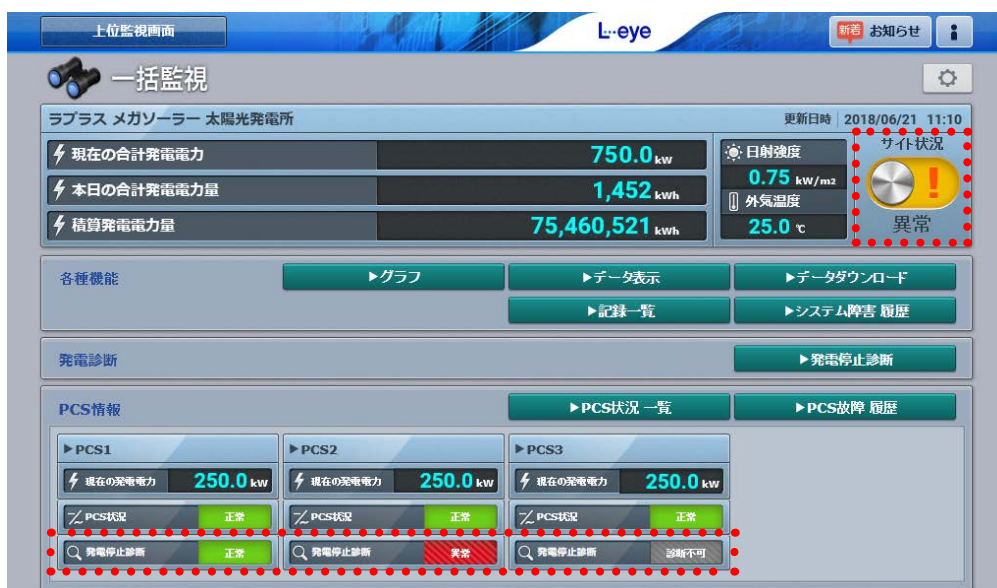 上位監視画面
L・eye
新着 お知らせ
一括監視
ラプラス メガソーラー 太陽光発電所
更新日時 2018/06/21 11:10
現在の合計発電電力 750.0 kw
本日の合計発電電力量 1,452 kWh
積算発電電力量 75,460,521 kWh
日射強度
0.75 kW/m2
外気温度
25.0 ℃
サイト状況
!
異常
各種機能
▶グラフ
▶データ表示
▶データダウンロード
▶記録一覧
▶システム障害 履歴
発電診断
▶発電停止診断
PCS情報
▶PCS状況 一覧
▶PCS故障 履歴
▶PCS1
現在の発電電力 250.0 kw
PCS状況 正常
発電停止診断 正常
▶PCS2
現在の発電電力 250.0 kw
PCS状況 正常
発電停止診断 異常
▶PCS3
現在の発電電力 250.0 kw
PCS状況 正常
発電停止診断 診断不可